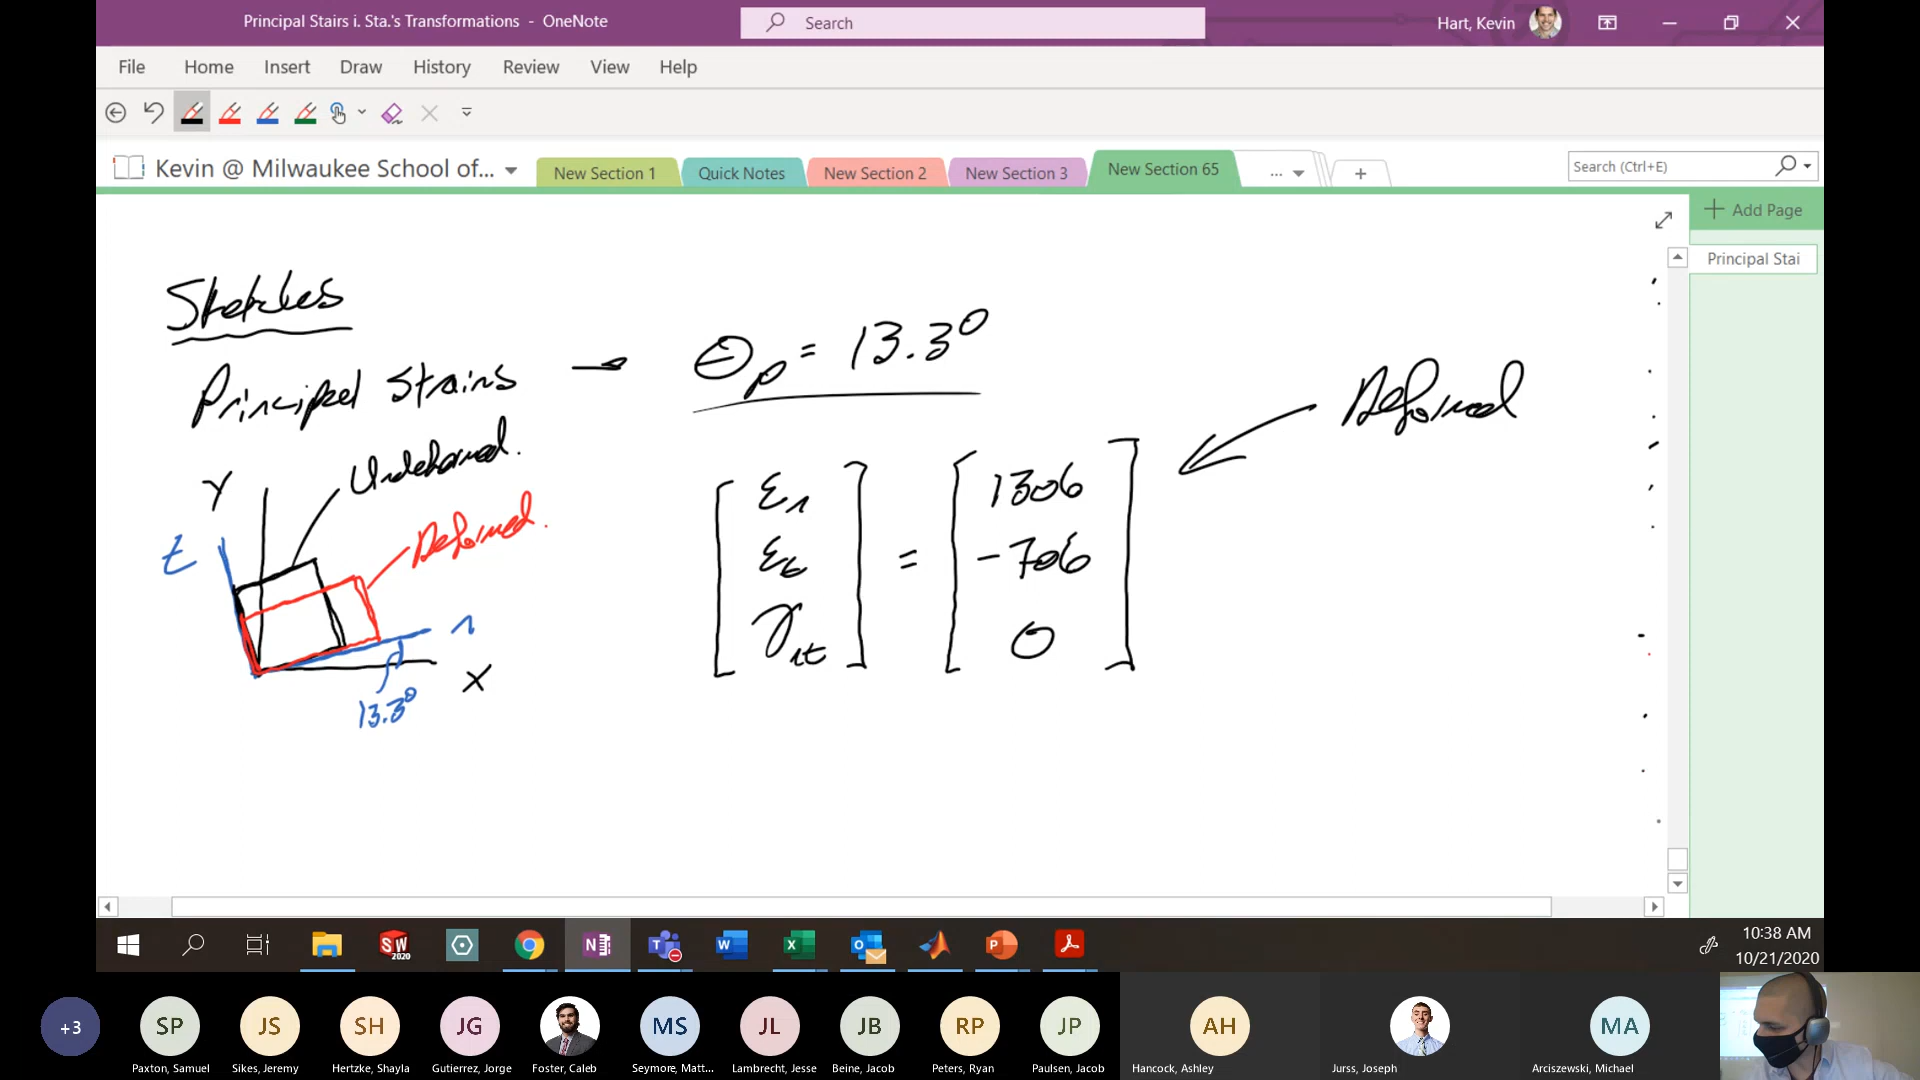 Principal Stairs i. Sta.'s Transformations - OneNote
Search
Hart, Kevin
File Home Insert Draw History Review View Help
Kevin @ Milwaukee School of...
New Section 1
Quick Notes
New Section 2
New Section 3
New Section 65
...
Search (Ctrl+E)
Add Page
Principal Stai
Sketches
Principal Strains → Θp = 13.3°
Deformed
Undeformed.
Y
Deformed.
t
1
X
13.3°
[ε1
εt
γ1t] = [1306
-706
0]
SW
2020
N
T
W
X
O
P
10:38 AM
10/21/2020
+3
SP
JS
SH
JG
MS
JL
JB
RP
JP
AH
MA
Paxton, Samuel
Sikes, Jeremy
Hertzke, Shayla
Gutierrez, Jorge
Foster, Caleb
Seymore, Matt...
Lambrecht, Jesse
Beine, Jacob
Peters, Ryan
Paulsen, Jacob
Hancock, Ashley
Jurss, Joseph
Arciszewski, Michael